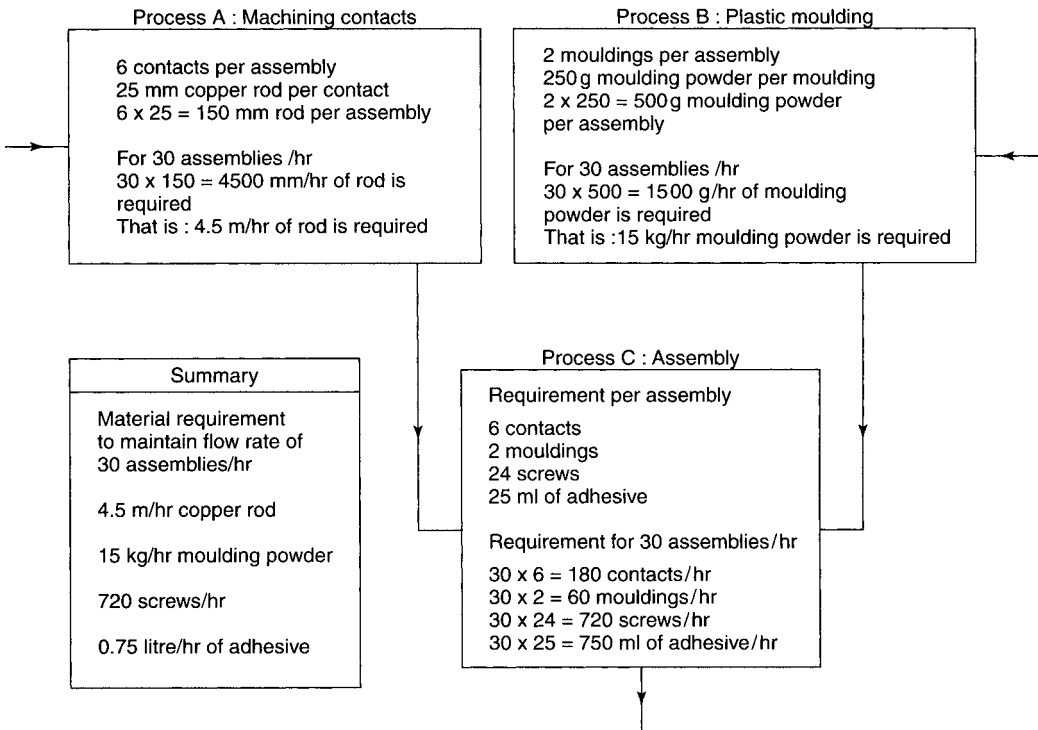 Process A : Machining contacts
6 contacts per assembly
25 mm copper rod per contact
6 x 25 = 150 mm rod per assembly
For 30 assemblies /hr
30 x 150 = 4500 mm/hr of rod is
required
That is : 4.5 m/hr of rod is required
Process B : Plastic moulding
2 mouldings per assembly
250g moulding powder per moulding
2 x 250 = 500g moulding powder
per assembly
For 30 assemblies /hr
30 x 500 = 1500 g/hr of moulding
powder is required
That is :15 kg/hr moulding powder is required
Summary
Material requirement
to maintain flow rate of
30 assemblies/hr
4.5 m/hr copper rod
15 kg/hr moulding powder
720 screws/hr
0.75 litre/hr of adhesive
Process C : Assembly
Requirement per assembly
6 contacts
2 mouldings
24 screws
25 ml of adhesive
Requirement for 30 assemblies/hr
30 x 6 = 180 contacts/hr
30 x 2 = 60 mouldings/hr
30 x 24 = 720 screws/hr
30 x 25 = 750 ml of adhesive/hr